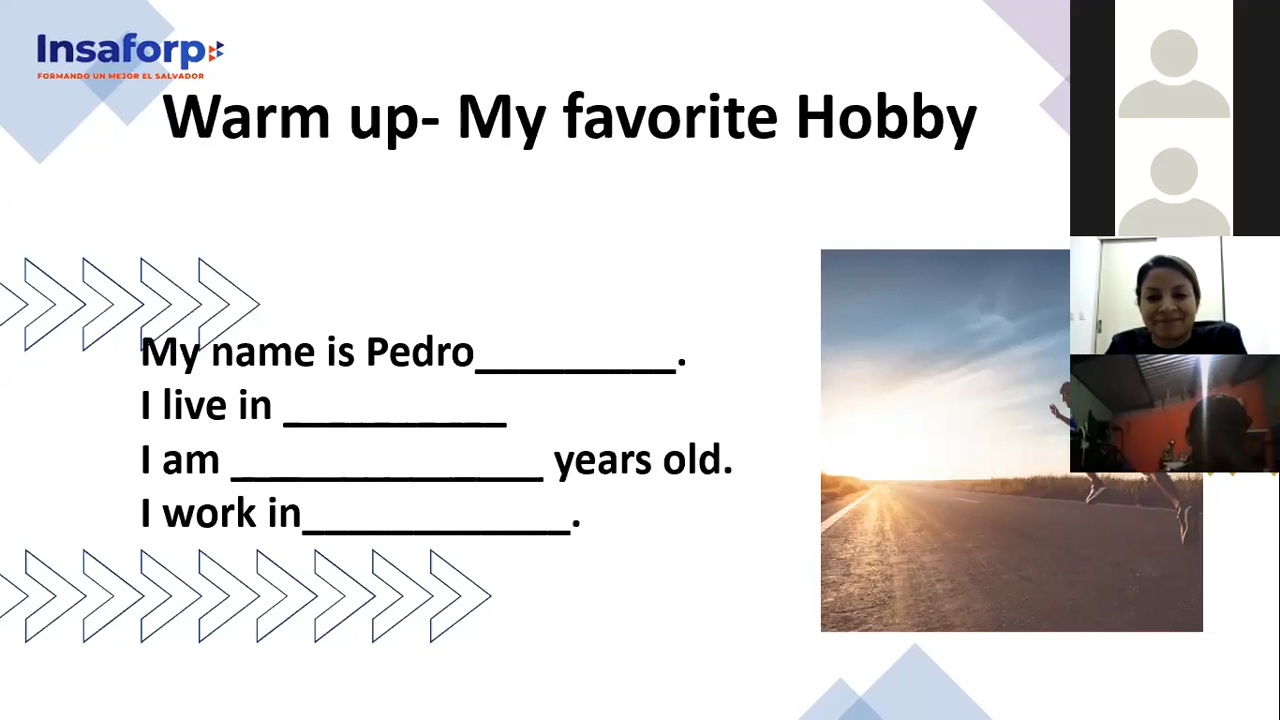 Insaforp
FORMANDO UN MEJOR EL SALVADOR
Warm up- My favorite Hobby
My name is Pedro_________.
I live in __________
I am ______________ years old.
I work in____________.